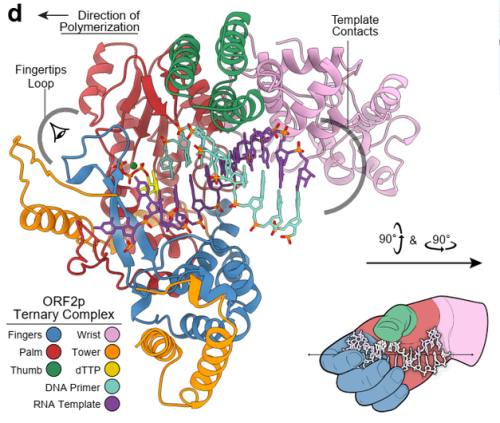 d
Direction of
Polymerization
Template
Contacts
Fingertips
Loop
90° & 90°
ORF2p
Ternary Complex
Fingers Wrist
Palm Tower
Thumb dTTP
DNA Primer
RNA Template